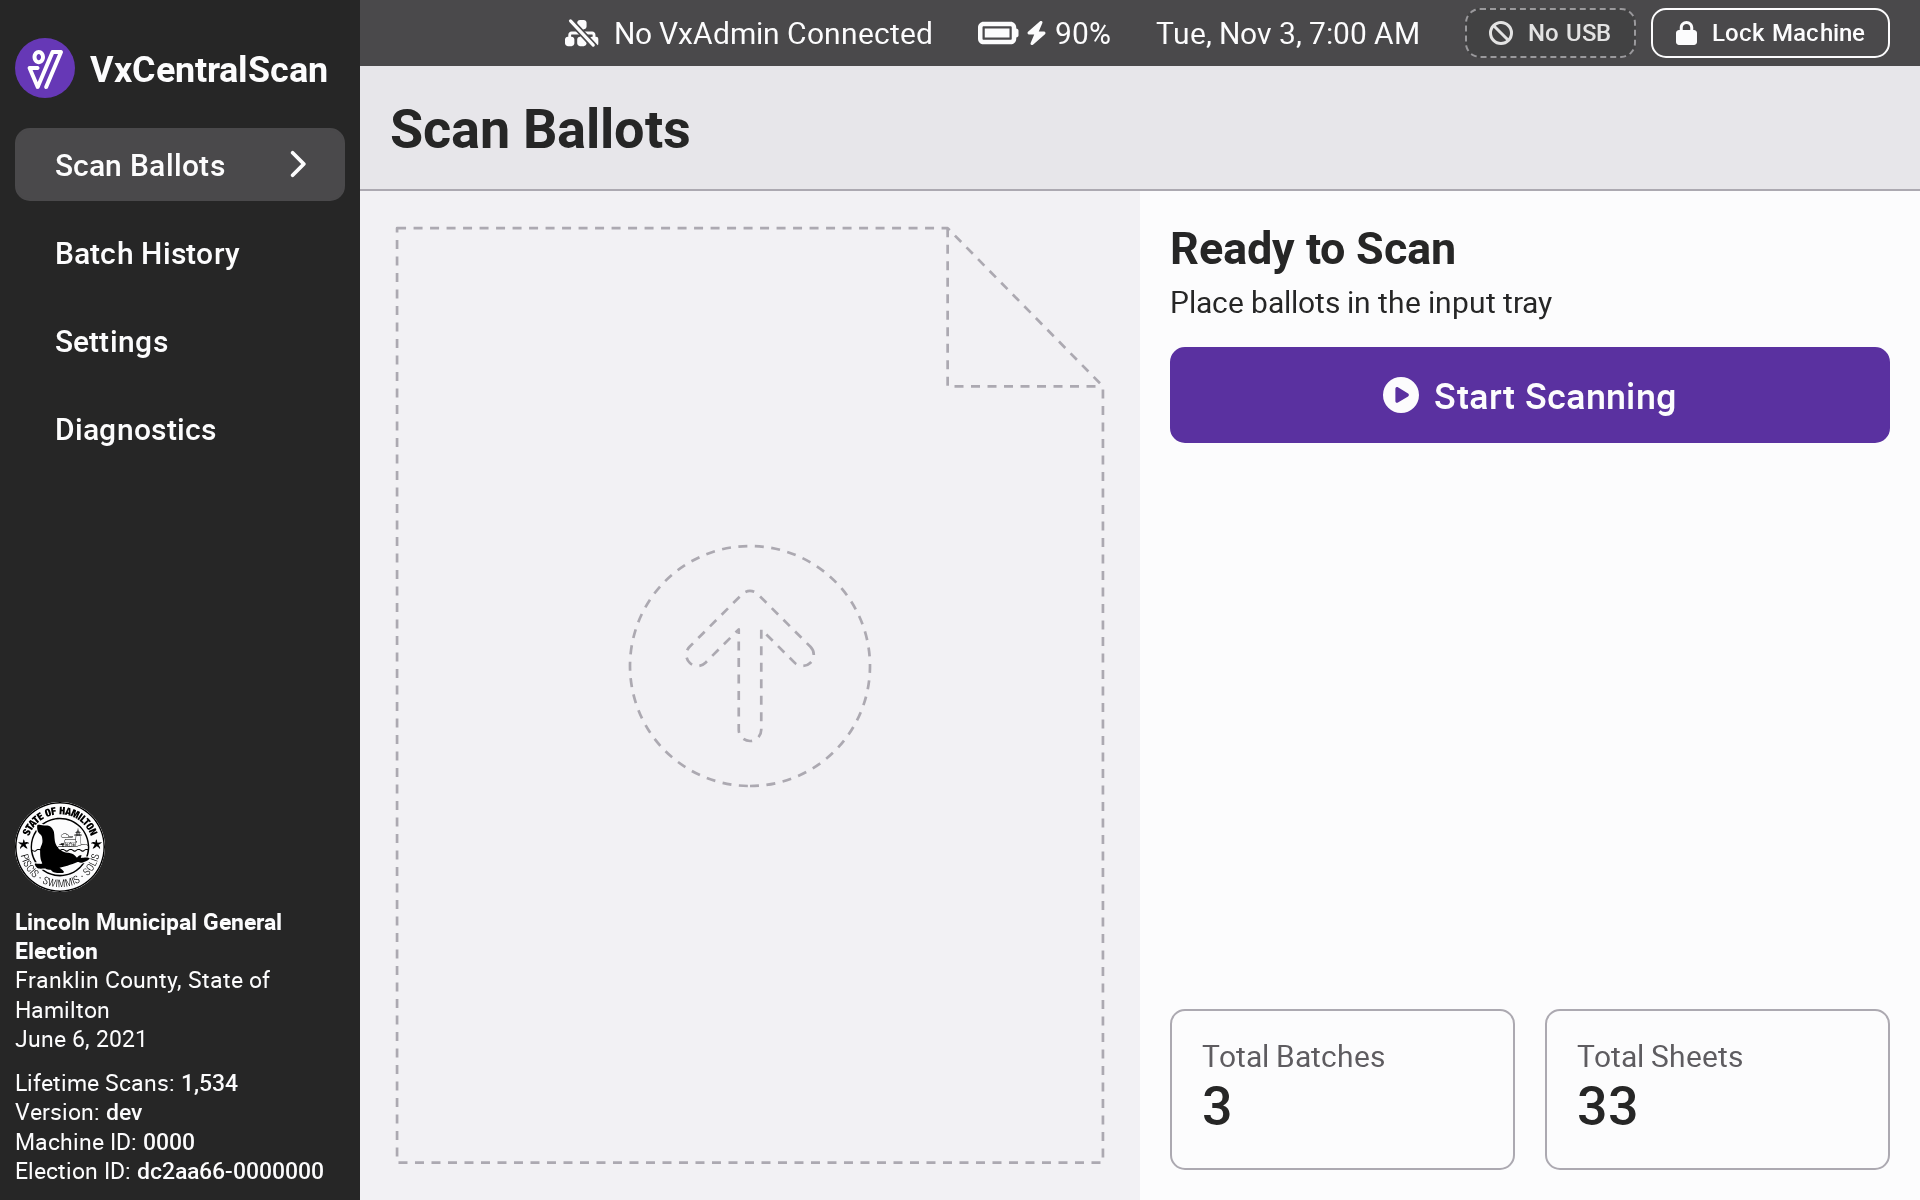 VxCentralScan
Scan Ballots
Batch History
Settings
Diagnostics
STATE OF HAMILTON
PISCIS · SWIMMIS · SOLIS
Lincoln Municipal General
Election
Franklin County, State of
Hamilton
June 6, 2021
Lifetime Scans: 1,534
Version: dev
Machine ID: 0000
Election ID: dc2aa66-0000000
No VxAdmin Connected
90%
Tue, Nov 3, 7:00 AM
No USB
Lock Machine
Scan Ballots
Ready to Scan
Place ballots in the input tray
Start Scanning
Total Batches
3
Total Sheets
33